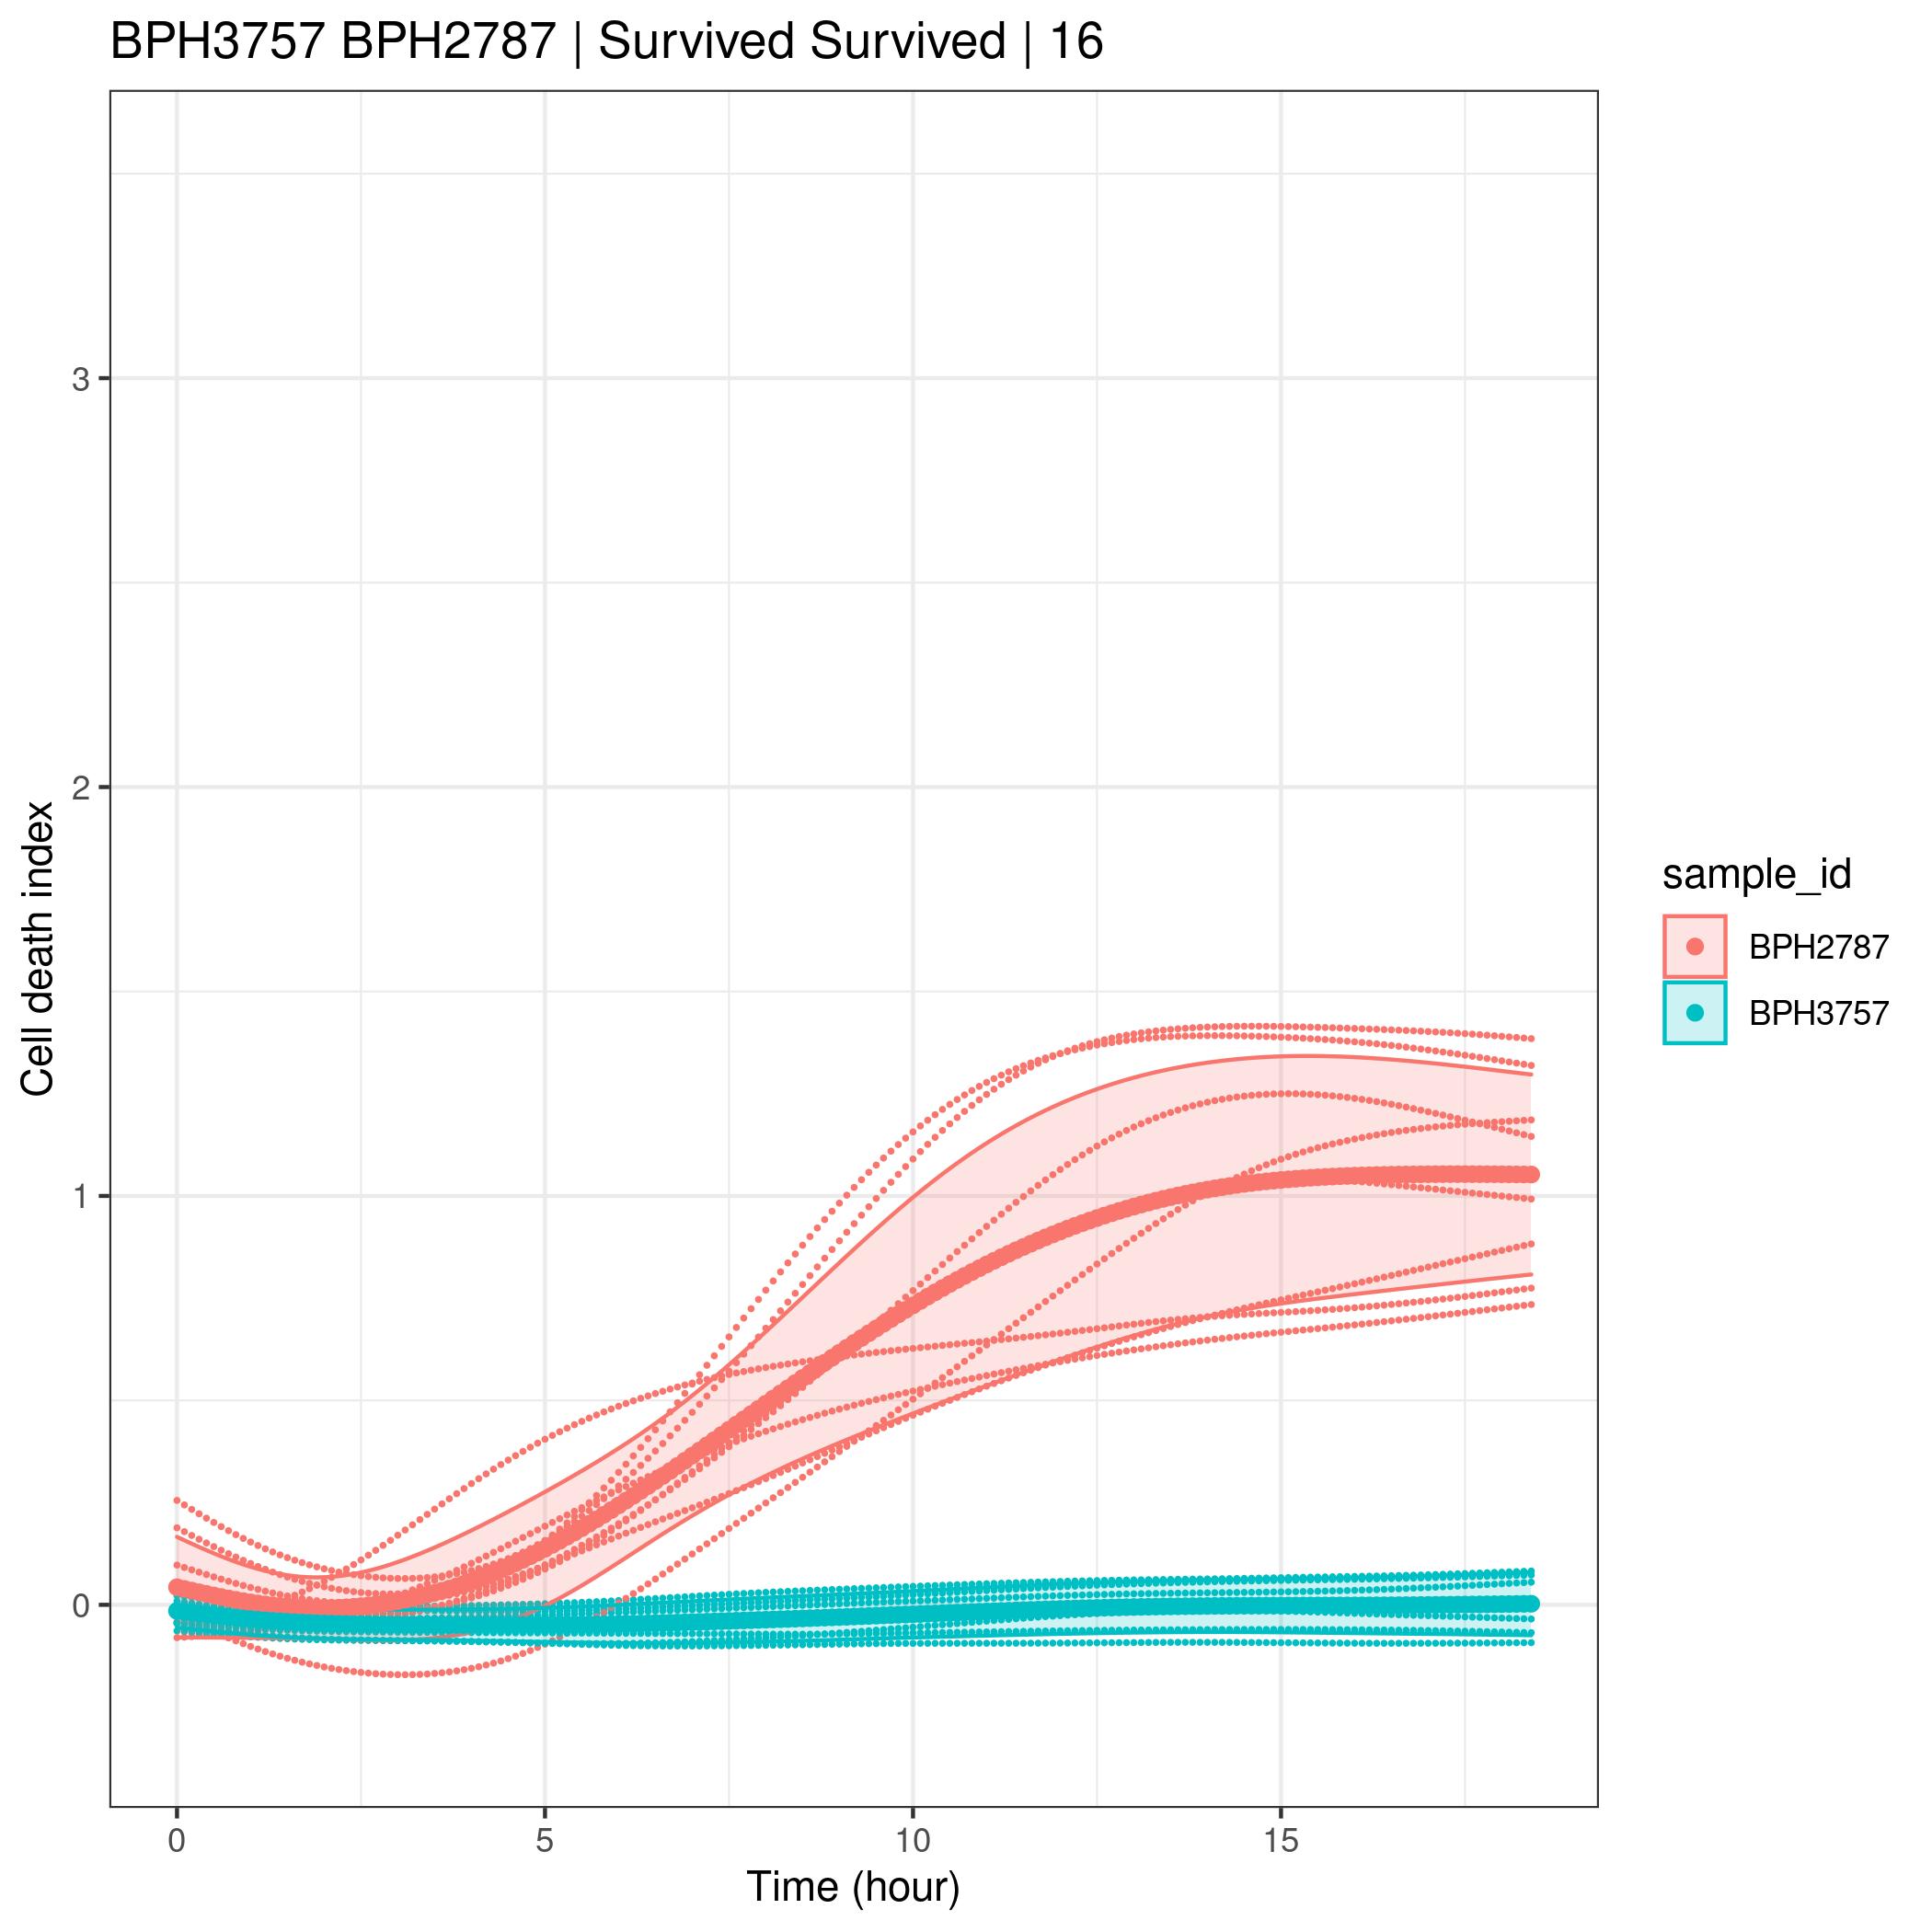 BPH3757 BPH2787 | Survived Survived | 16
3
2
1
0
Cell death index
0 5 10 15
Time (hour)
sample_id
BPH2787
BPH3757